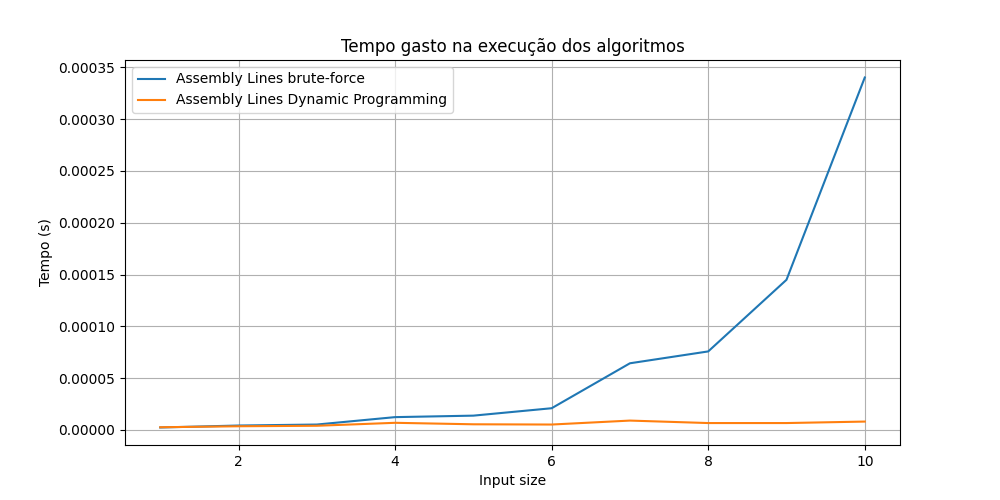 Tempo gasto na execução dos algoritmos
Assembly Lines brute-force
Assembly Lines Dynamic Programming
0.00035
0.00030
0.00025
0.00020
0.00015
0.00010
0.00005
0.00000
Tempo (s)
2 4 6 8 10
Input size